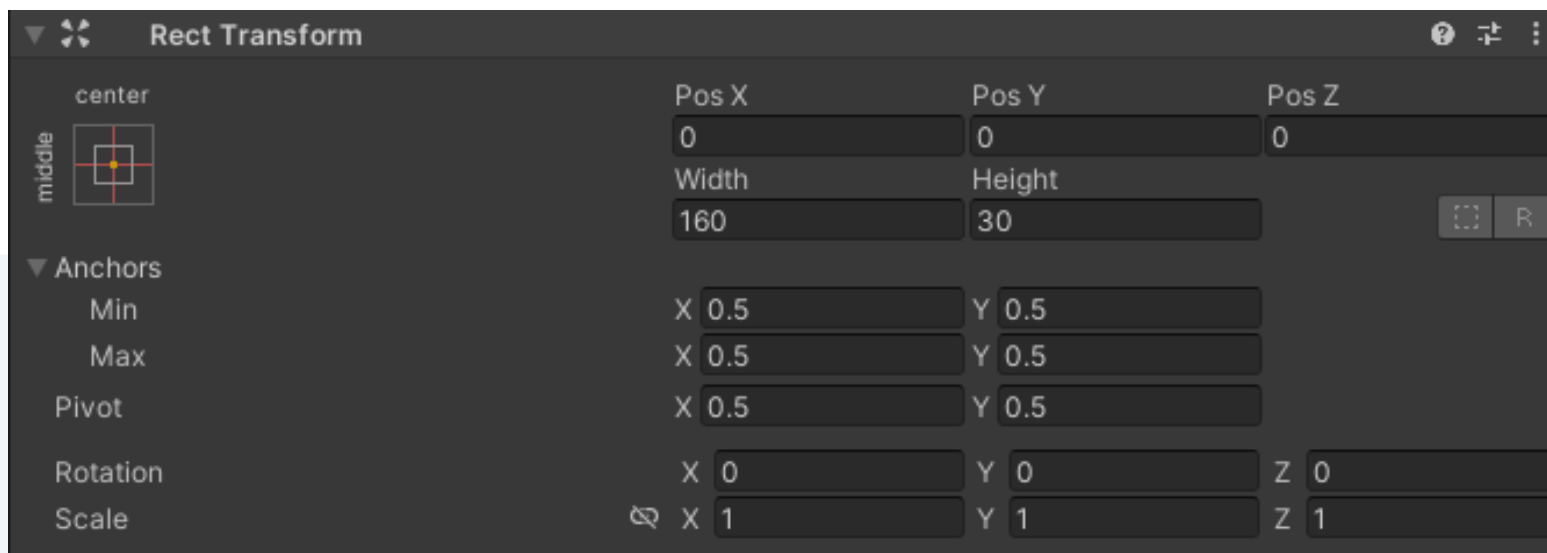 Rect Transform
center
middle
Pos X Pos Y Pos Z
0 0 0
Width Height
160 30
R
Anchors
Min X 0.5 Y 0.5
Max X 0.5 Y 0.5
Pivot X 0.5 Y 0.5
Rotation X 0 Y 0 Z 0
Scale X 1 Y 1 Z 1